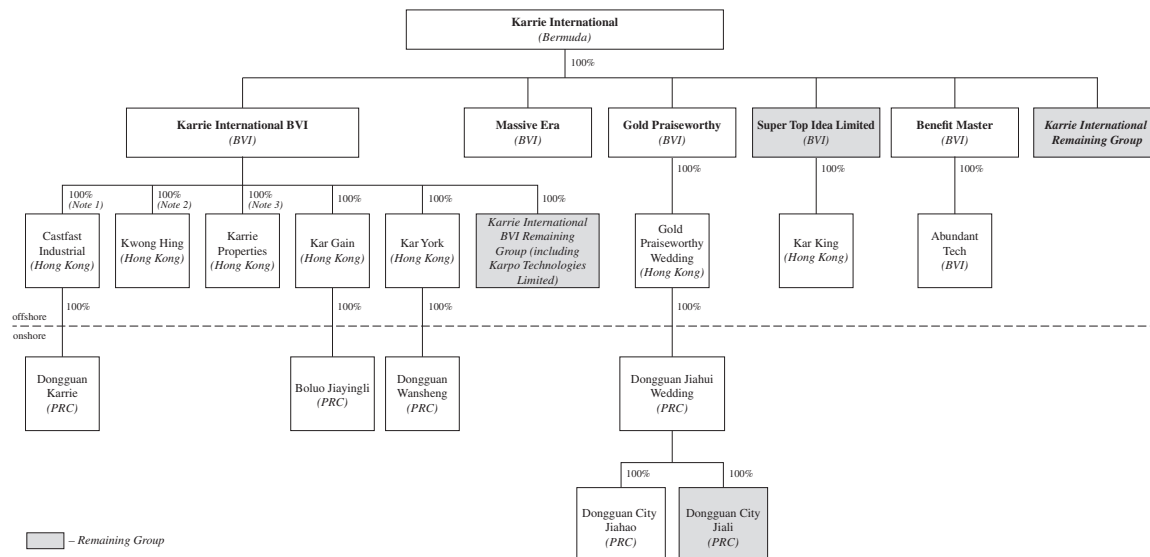 Karrie International
(Bermuda)
100%
Karrie International BVI
(BVI)
Massive Era
(BVI)
Gold Praiseworthy
(BVI)
Super Top Idea Limited
(BVI)
Benefit Master
(BVI)
Karrie International
Remaining Group
100%
(Note 1)
100%
(Note 2)
100%
(Note 3)
100%
100%
100%
100%
100%
100%
Castfast
Industrial
(Hong Kong)
Kwong Hing
(Hong Kong)
Karrie
Properties
(Hong Kong)
Kar Gain
(Hong Kong)
Kar York
(Hong Kong)
Karrie International
BVI Remaining
Group (including
Karpo Technologies
Limited)
Gold
Praiseworthy
Wedding
(Hong Kong)
Kar King
(Hong Kong)
Abundant
Tech
(BVI)
100%
100%
100%
100%
offshore
onshore
Dongguan
Karrie
(PRC)
Boluo Jiayingli
(PRC)
Dongguan
Wansheng
(PRC)
Dongguan Jiahui
Wedding
(PRC)
100%
100%
Dongguan City
Jiahao
(PRC)
Dongguan City
Jiali
(PRC)
– Remaining Group